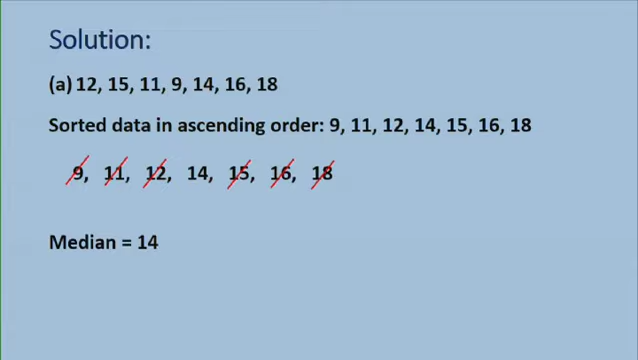 Solution:
(a) 12, 15, 11, 9, 14, 16, 18
Sorted data in ascending order: 9, 11, 12, 14, 15, 16, 18
9, 11, 12, 14, 15, 16, 18
Median = 14